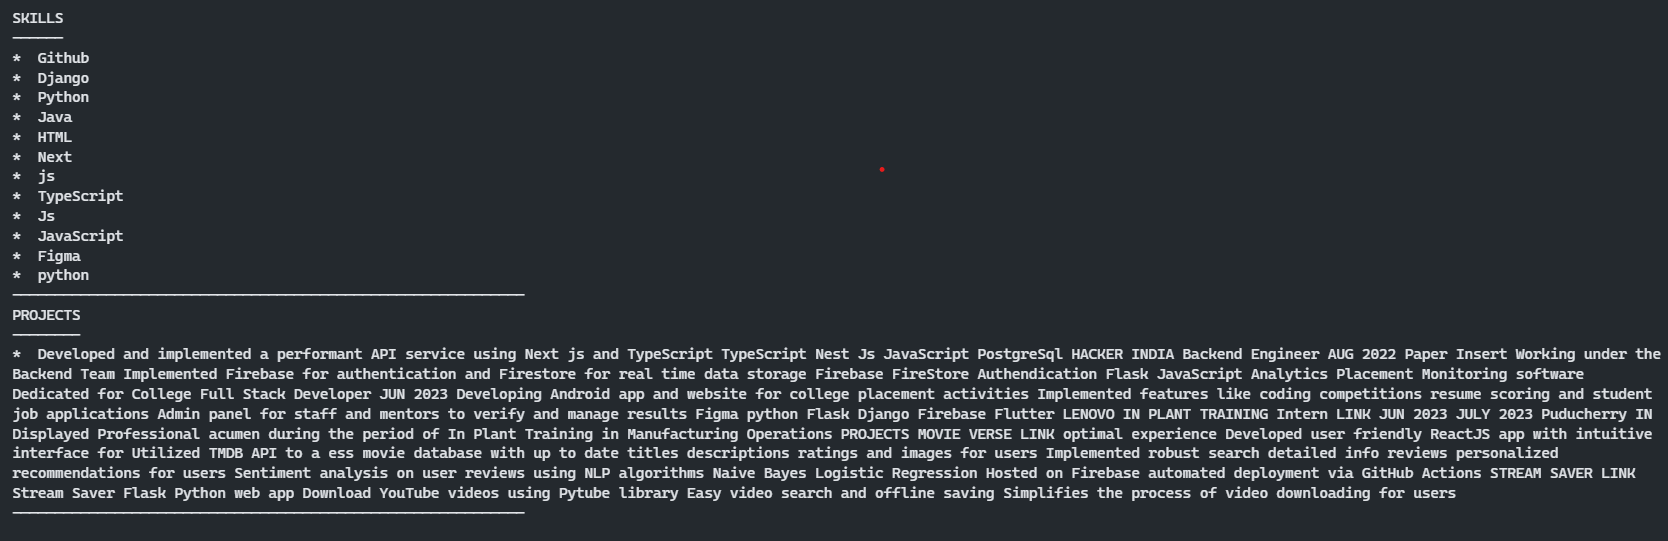 SKILLS
------
* Github
* Django
* Python
* Java
* HTML
* Next
* js
* TypeScript
* Js
* JavaScript
* Figma
* python
------------------------------------------------------------
PROJECTS
--------
* Developed and implemented a performant API service using Next js and TypeScript TypeScript Nest Js JavaScript PostgreSql HACKER INDIA Backend Engineer AUG 2022 Paper Insert Working under the
Backend Team Implemented Firebase for authentication and Firestore for real time data storage Firebase FireStore Authendication Flask JavaScript Analytics Placement Monitoring software
Dedicated for College Full Stack Developer JUN 2023 Developing Android app and website for college placement activities Implemented features like coding competitions resume scoring and student
job applications Admin panel for staff and mentors to verify and manage results Figma python Flask Django Firebase Flutter LENOVO IN PLANT TRAINING Intern LINK JUN 2023 JULY 2023 Puducherry IN
Displayed Professional acumen during the period of In Plant Training in Manufacturing Operations PROJECTS MOVIE VERSE LINK optimal experience Developed user friendly ReactJS app with intuitive
interface for Utilized TMDB API to a ess movie database with up to date titles descriptions ratings and images for users Implemented robust search detailed info reviews personalized
recommendations for users Sentiment analysis on user reviews using NLP algorithms Naive Bayes Logistic Regression Hosted on Firebase automated deployment via GitHub Actions STREAM SAVER LINK
Stream Saver Flask Python web app Download YouTube videos using Pytube library Easy video search and offline saving Simplifies the process of video downloading for users
------------------------------------------------------------